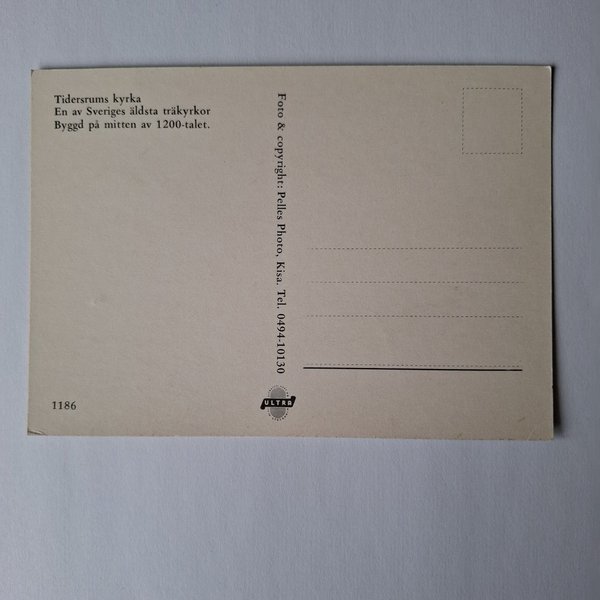 Tidersrums kyrka
En av Sveriges äldsta träkyrkor
Byggd på mitten av 1200-talet.
Foto & copyright: Pelles Photo, Kisa. Tel. 0494-10130
1186
ULTRA